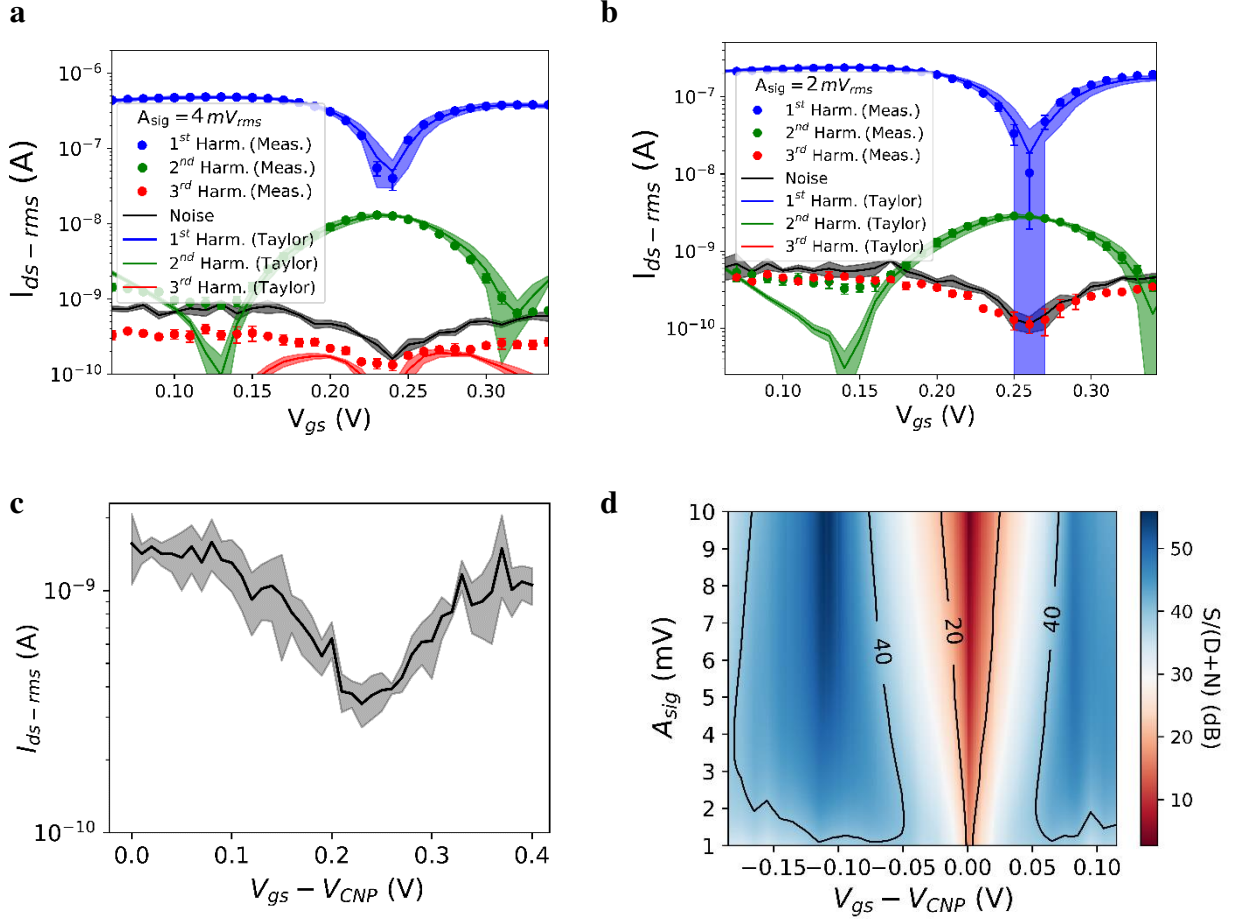 a
10⁻⁶
10⁻⁷
10⁻⁸
10⁻⁹
10⁻¹⁰
I_ds−rms (A)
A_sig = 4 mV_rms
1ˢᵗ Harm. (Meas.)
2ⁿᵈ Harm. (Meas.)
3ʳᵈ Harm. (Meas.)
Noise
1ˢᵗ Harm. (Taylor)
2ⁿᵈ Harm. (Taylor)
3ʳᵈ Harm. (Taylor)
0.10 0.15 0.20 0.25 0.30
V_gs (V)
b
10⁻⁷
10⁻⁸
10⁻⁹
10⁻¹⁰
I_ds−rms (A)
A_sig = 2 mV_rms
1ˢᵗ Harm. (Meas.)
2ⁿᵈ Harm. (Meas.)
3ʳᵈ Harm. (Meas.)
Noise
1ˢᵗ Harm. (Taylor)
2ⁿᵈ Harm. (Taylor)
3ʳᵈ Harm. (Taylor)
0.10 0.15 0.20 0.25 0.30
V_gs (V)
c
10⁻⁹
10⁻¹⁰
I_ds−rms (A)
0.0 0.1 0.2 0.3 0.4
V_gs − V_CNP (V)
d
10
9
8
7
6
5
4
3
2
1
A_sig (mV)
40
20
40
−0.15 −0.10 −0.05 0.00 0.05 0.10
V_gs − V_CNP (V)
50
40
30
20
10
S/(D+N) (dB)